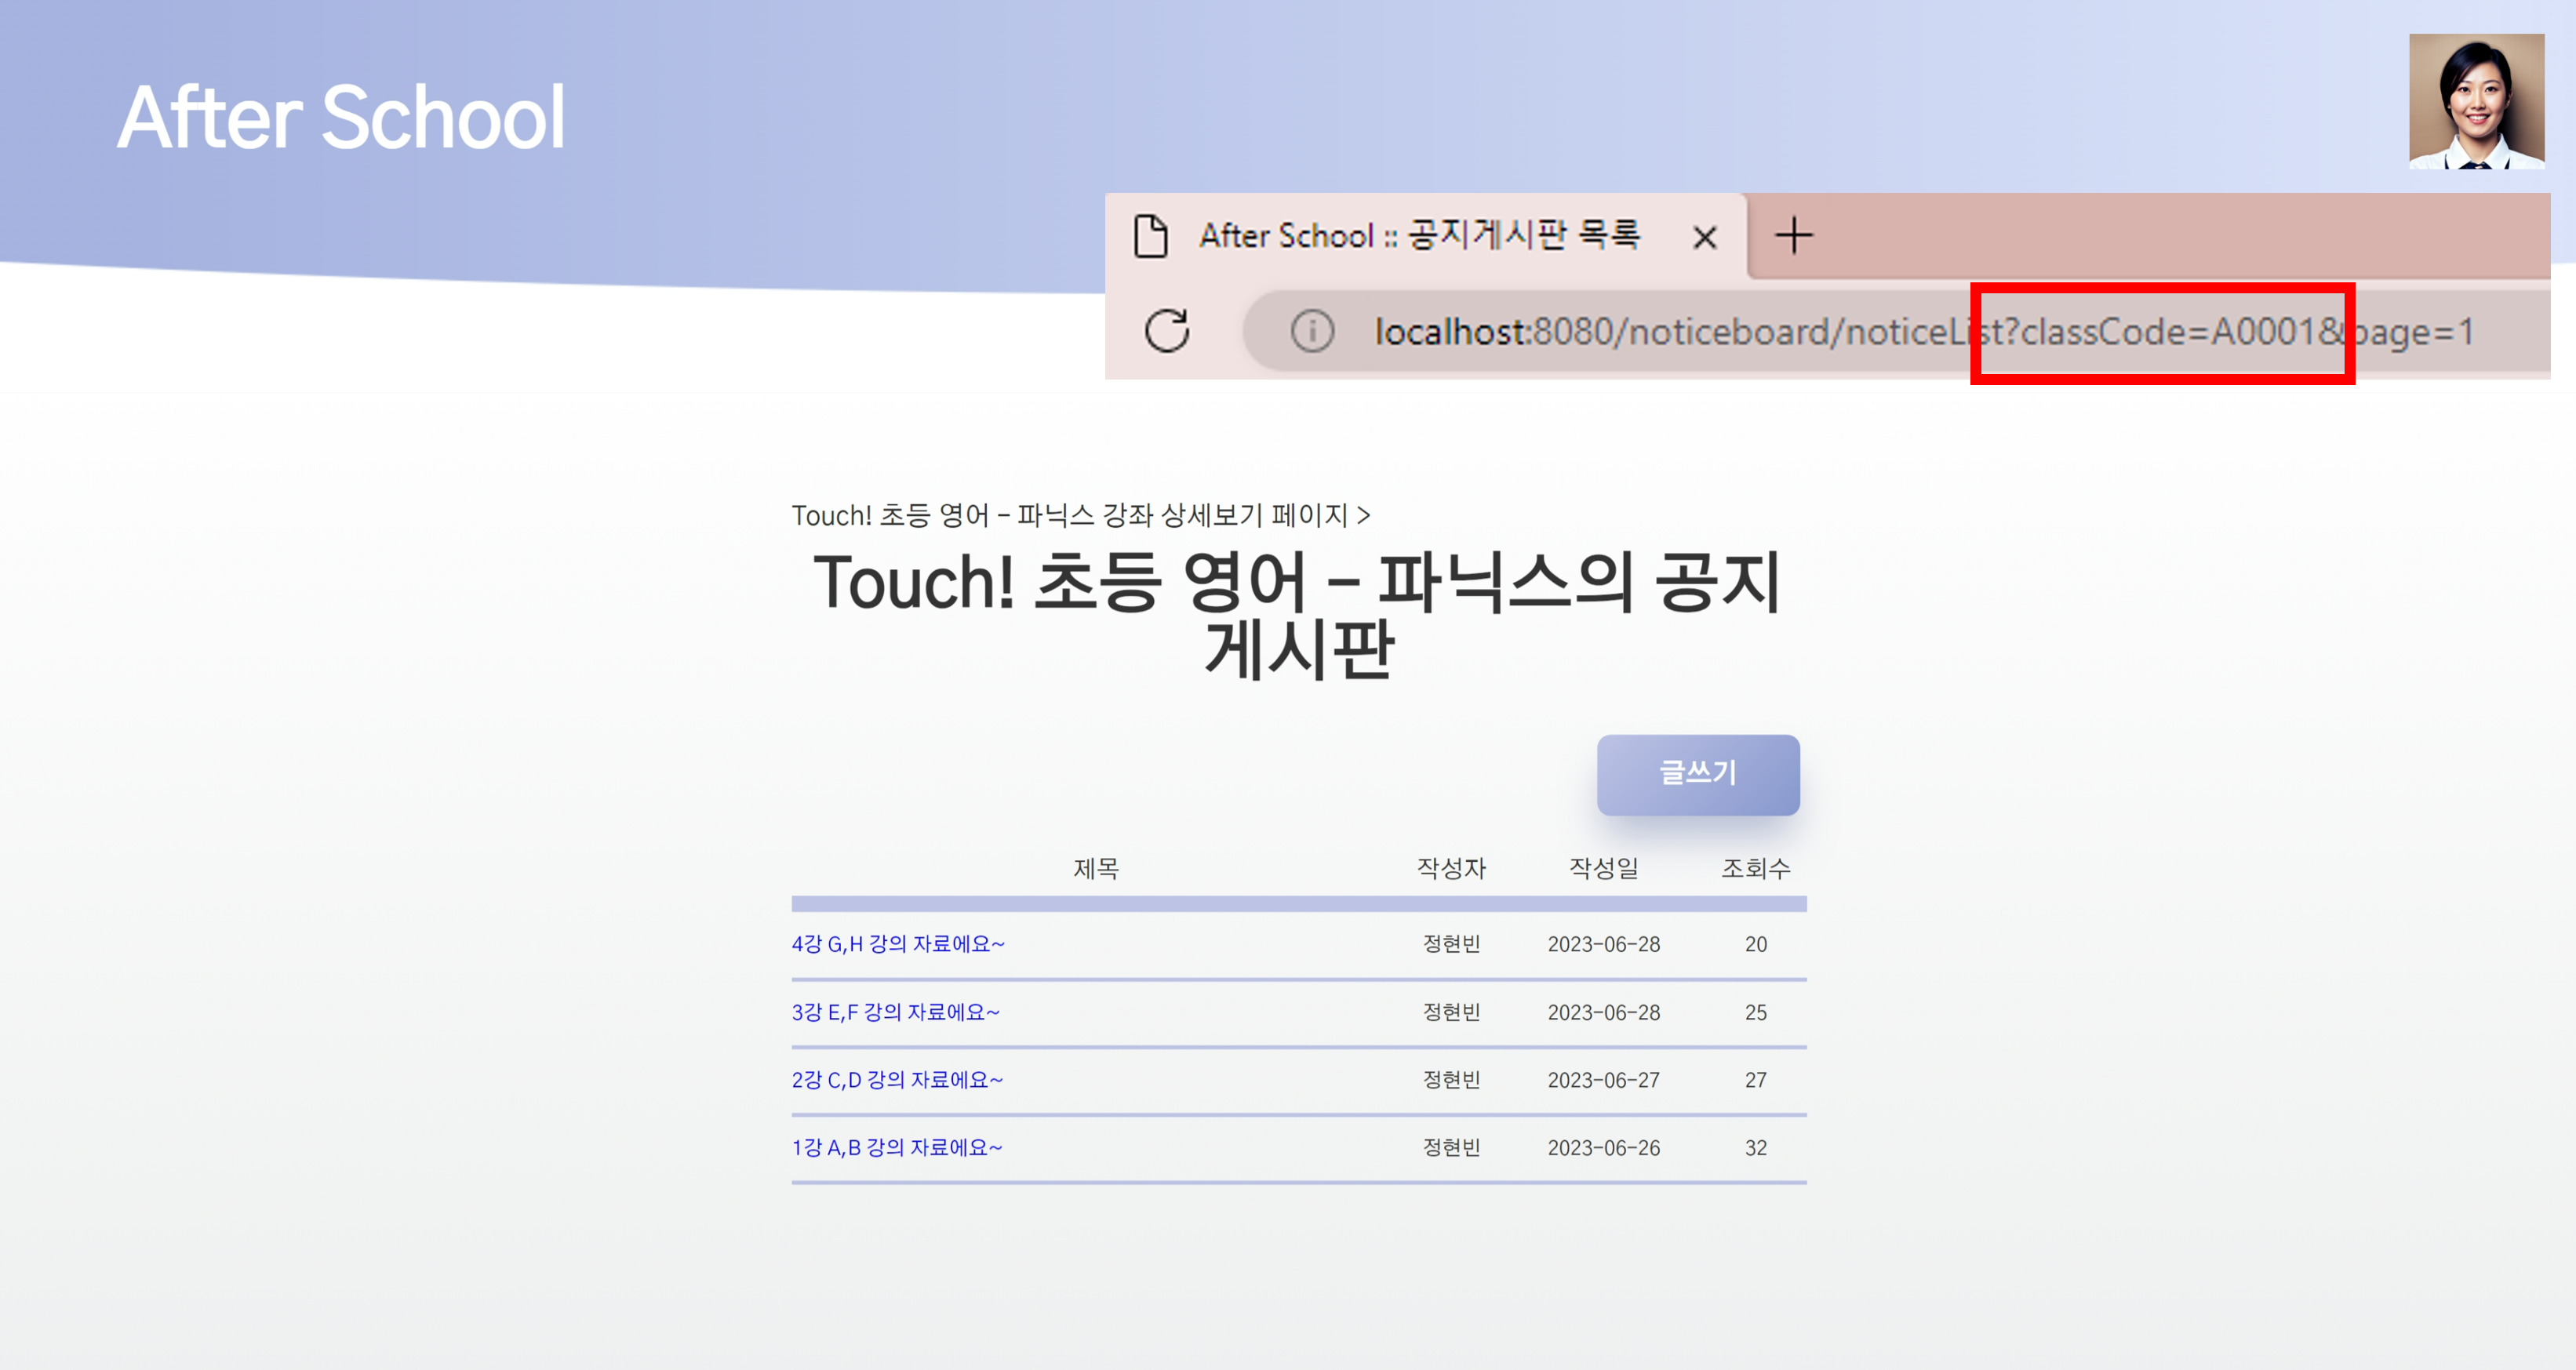 After School
After School :: 공지게시판 목록
localhost:8080/noticeboard/noticeList?classCode=A0001&page=1
Touch! 초등 영어 – 파닉스 강좌 상세보기 페이지 >
Touch! 초등 영어 – 파닉스의 공지
게시판
글쓰기
제목 작성자 작성일 조회수
4강 G,H 강의 자료에요~ 정현빈 2023-06-28 20
3강 E,F 강의 자료에요~ 정현빈 2023-06-28 25
2강 C,D 강의 자료에요~ 정현빈 2023-06-27 27
1강 A,B 강의 자료에요~ 정현빈 2023-06-26 32